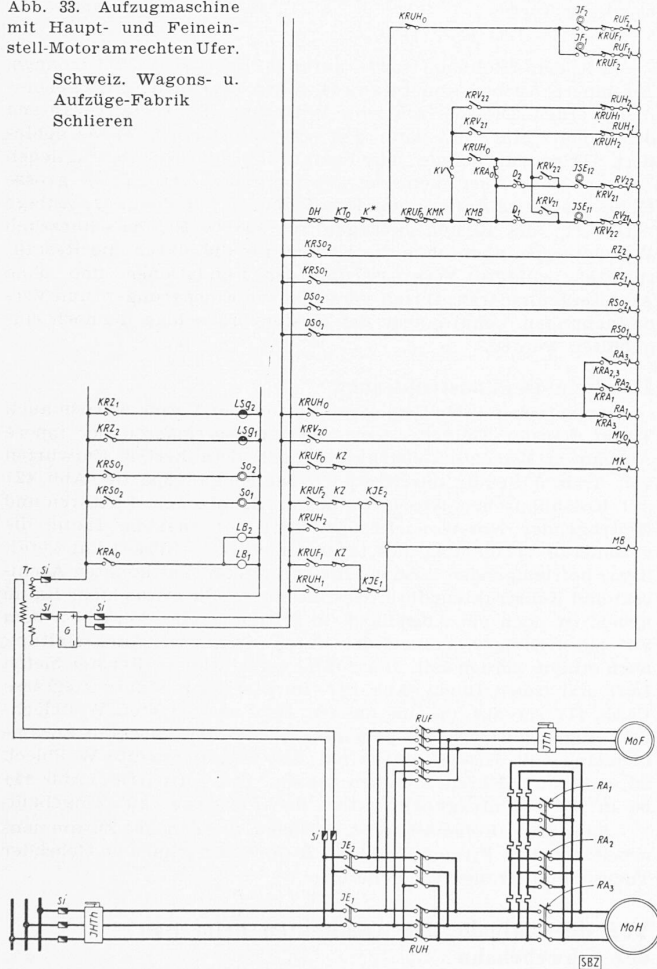 Abb. 33. Aufzugmaschine
mit Haupt- und Feinein-
stell-Motor am rechten Ufer.
Schweiz. Wagons- u.
Aufzüge-Fabrik
Schlieren
KRUH₀ JF₂ RUF₂
KRUF₁
JF₁ RUF₁
KRUF₂
KRV₂₂ RUH₂
KRUH₁
KRV₂₁ RUH₁
KRUH₂
KRUH₀
KV KRA₀ D₂ KRV₂₂ JSE₁₂ RV₂₂
KRV₂₁
KRV₂₁ JSE₁₁
DH KT₀ K* KRUF₀ KMK KMB D₁ RV₂₁
KRV₂₂
KRSO₂ RZ₂
KRSO₁ RZ₁
DSO₂ RSO₂
DSO₁ RSO₁
RA₃
KRA₂,₃
RA₂
KRA₁
RA₁
KRA₃
KRZ₁ LSg₂ KRUH₀
KRZ₂ LSg₁ KRV₂₀ MV₀
KRSO₁ SO₂ KRUF₀ KZ MK
KRSO₂ SO₁ KRUF₂ KZ KJE₂
KRUH₂
LB₂ MB
KRA₀ LB₁ KRUF₁ KZ
KRUH₁ KJE₁
Tr Si
Si G Si
RUF JTh MoF
RA₁
Si JE₂ RA₂
Si JE₁ RA₃
JHTh RUH MoH
SBZ